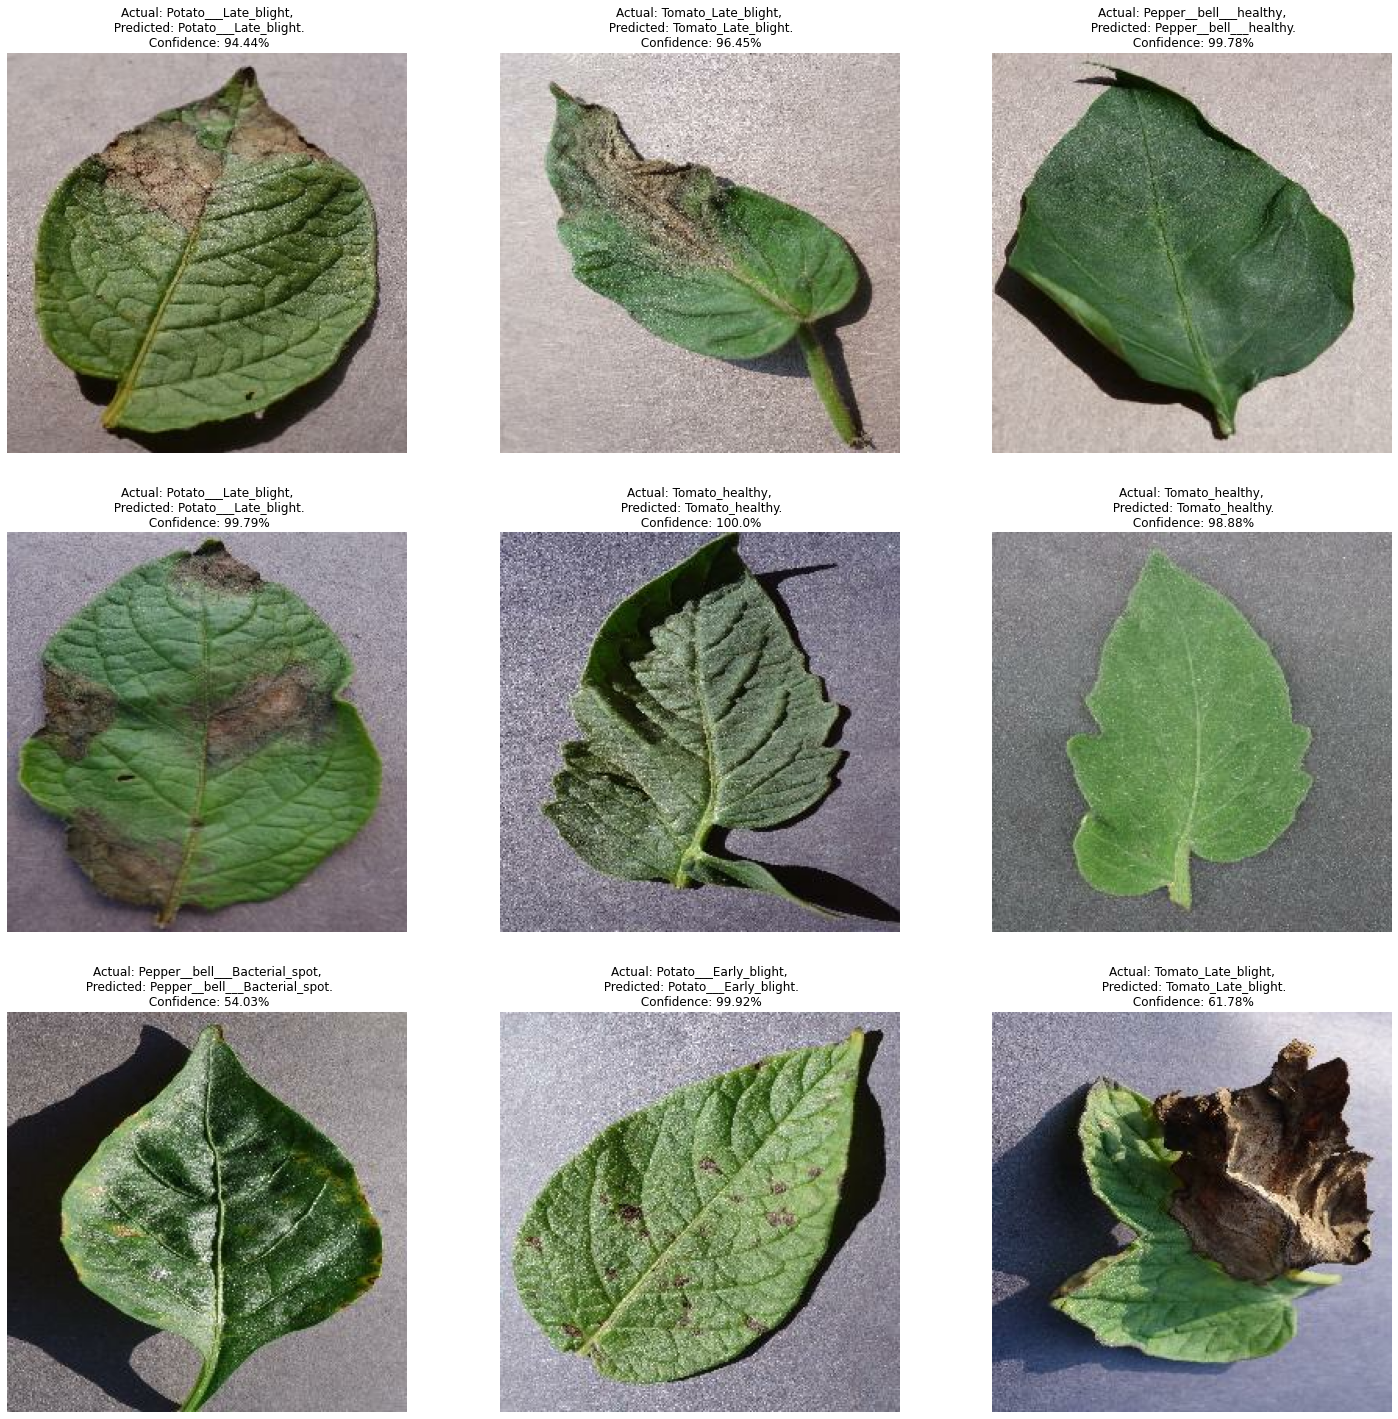 Actual: Potato___Late_blight,
Predicted: Potato___Late_blight.
Confidence: 94.44%
Actual: Tomato_Late_blight,
Predicted: Tomato_Late_blight.
Confidence: 96.45%
Actual: Pepper__bell___healthy,
Predicted: Pepper__bell___healthy.
Confidence: 99.78%
Actual: Potato___Late_blight,
Predicted: Potato___Late_blight.
Confidence: 99.79%
Actual: Tomato_healthy,
Predicted: Tomato_healthy.
Confidence: 100.0%
Actual: Tomato_healthy,
Predicted: Tomato_healthy.
Confidence: 98.88%
Actual: Pepper__bell___Bacterial_spot,
Predicted: Pepper__bell___Bacterial_spot.
Confidence: 54.03%
Actual: Potato___Early_blight,
Predicted: Potato___Early_blight.
Confidence: 99.92%
Actual: Tomato_Late_blight,
Predicted: Tomato_Late_blight.
Confidence: 61.78%